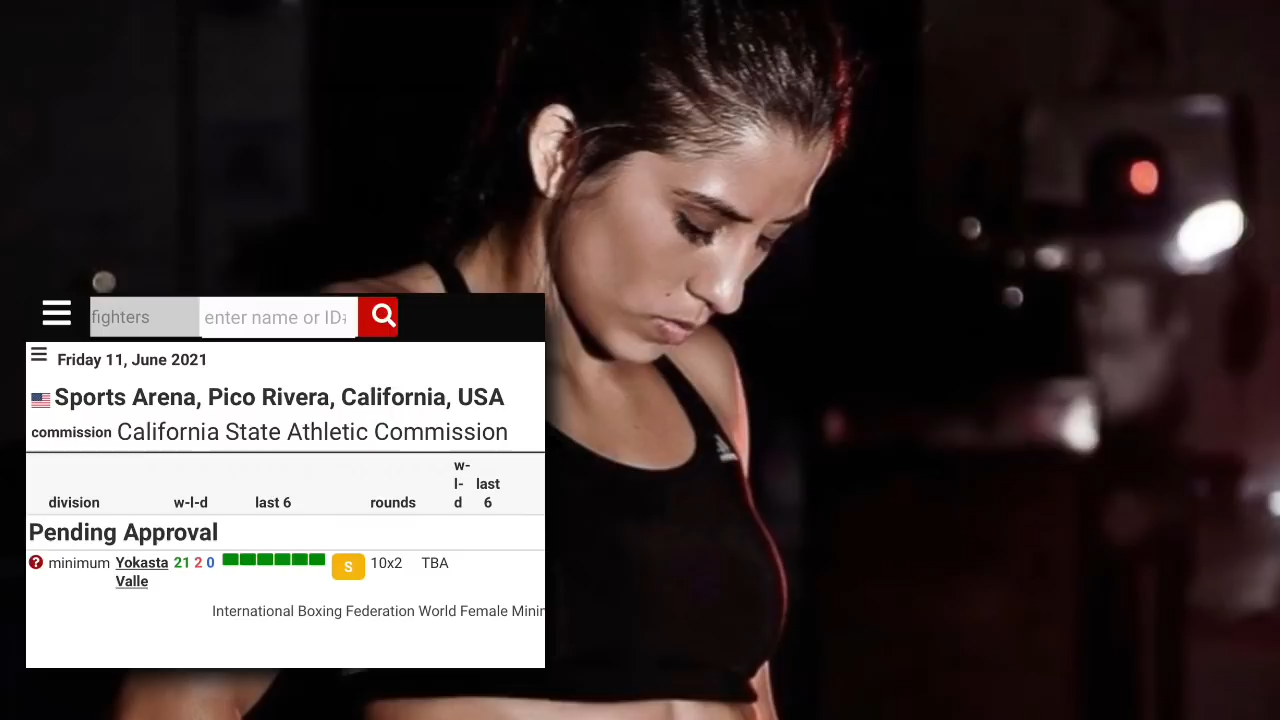 fighters enter name or ID#
Friday 11, June 2021
Sports Arena, Pico Rivera, California, USA
commission California State Athletic Commission
w-
l- last
division w-l-d last 6 rounds d 6
Pending Approval
minimum Yokasta 21 2 0 S 10x2 TBA
Valle
International Boxing Federation World Female Minin